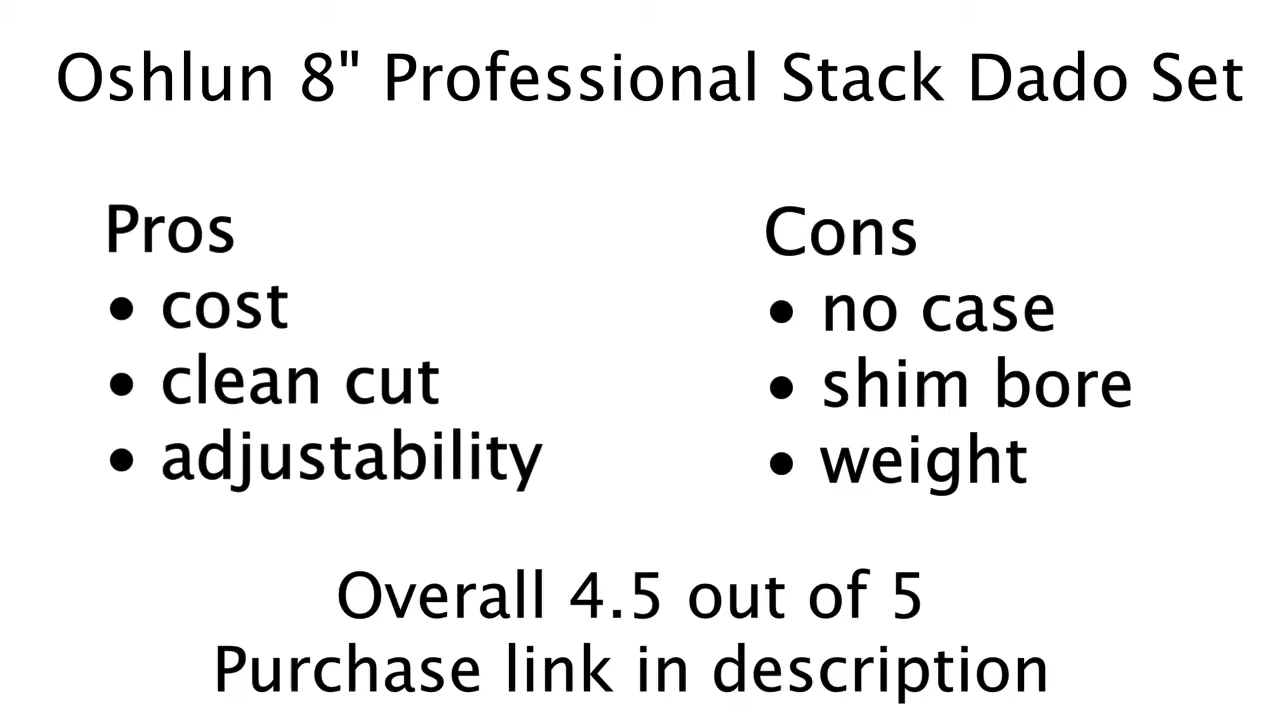 Oshlun 8" Professional Stack Dado Set
Pros
• cost
• clean cut
• adjustability
Cons
• no case
• shim bore
• weight
Overall 4.5 out of 5
Purchase link in description